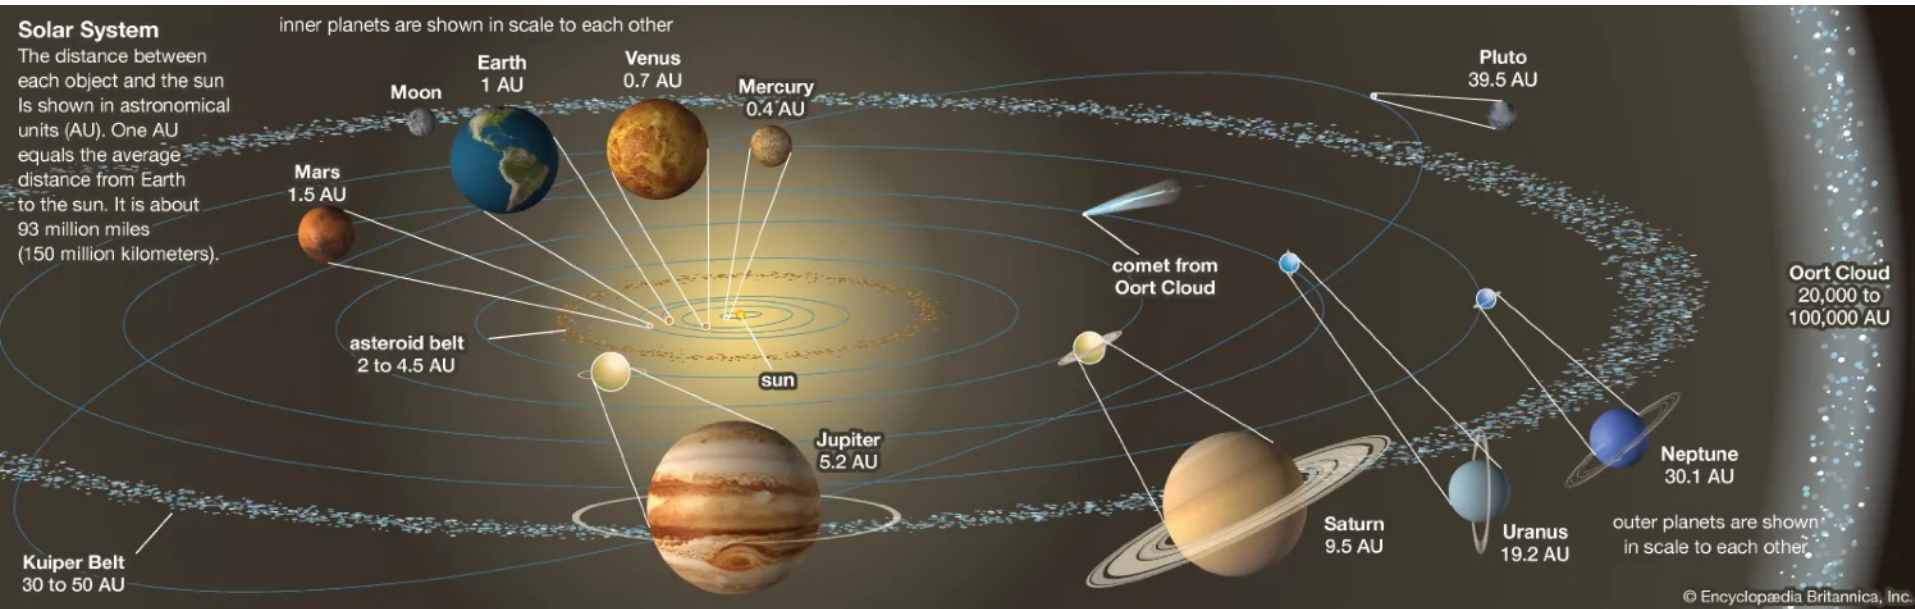 Solar System
The distance between
each object and the sun
Is shown in astronomical
units (AU). One AU
equals the average
distance from Earth
to the sun. It is about
93 million miles
(150 million kilometers).
inner planets are shown in scale to each other
Moon
Earth
1 AU
Venus
0.7 AU
Mercury
0.4 AU
Pluto
39.5 AU
Mars
1.5 AU
comet from
Oort Cloud
Oort Cloud
20,000 to
100,000 AU
asteroid belt
2 to 4.5 AU
sun
Jupiter
5.2 AU
Saturn
9.5 AU
Uranus
19.2 AU
Neptune
30.1 AU
outer planets are shown
in scale to each other
Kuiper Belt
30 to 50 AU
© Encyclopædia Britannica, Inc.